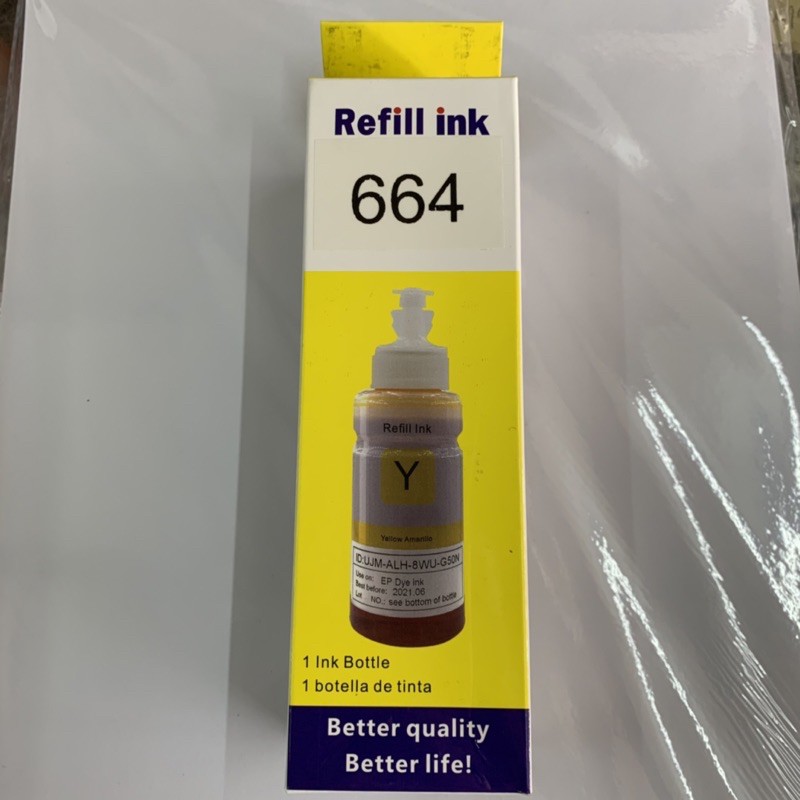 Refill ink
664
Refill Ink
Y
Yellow Amarillo
ID:UJM-ALH-8WU-G50N
Use on: EP Dye Ink
Best before: 2021.06
Lot NO.: see bottom of bottle
1 Ink Bottle
1 botella de tinta
Better quality
Better life!